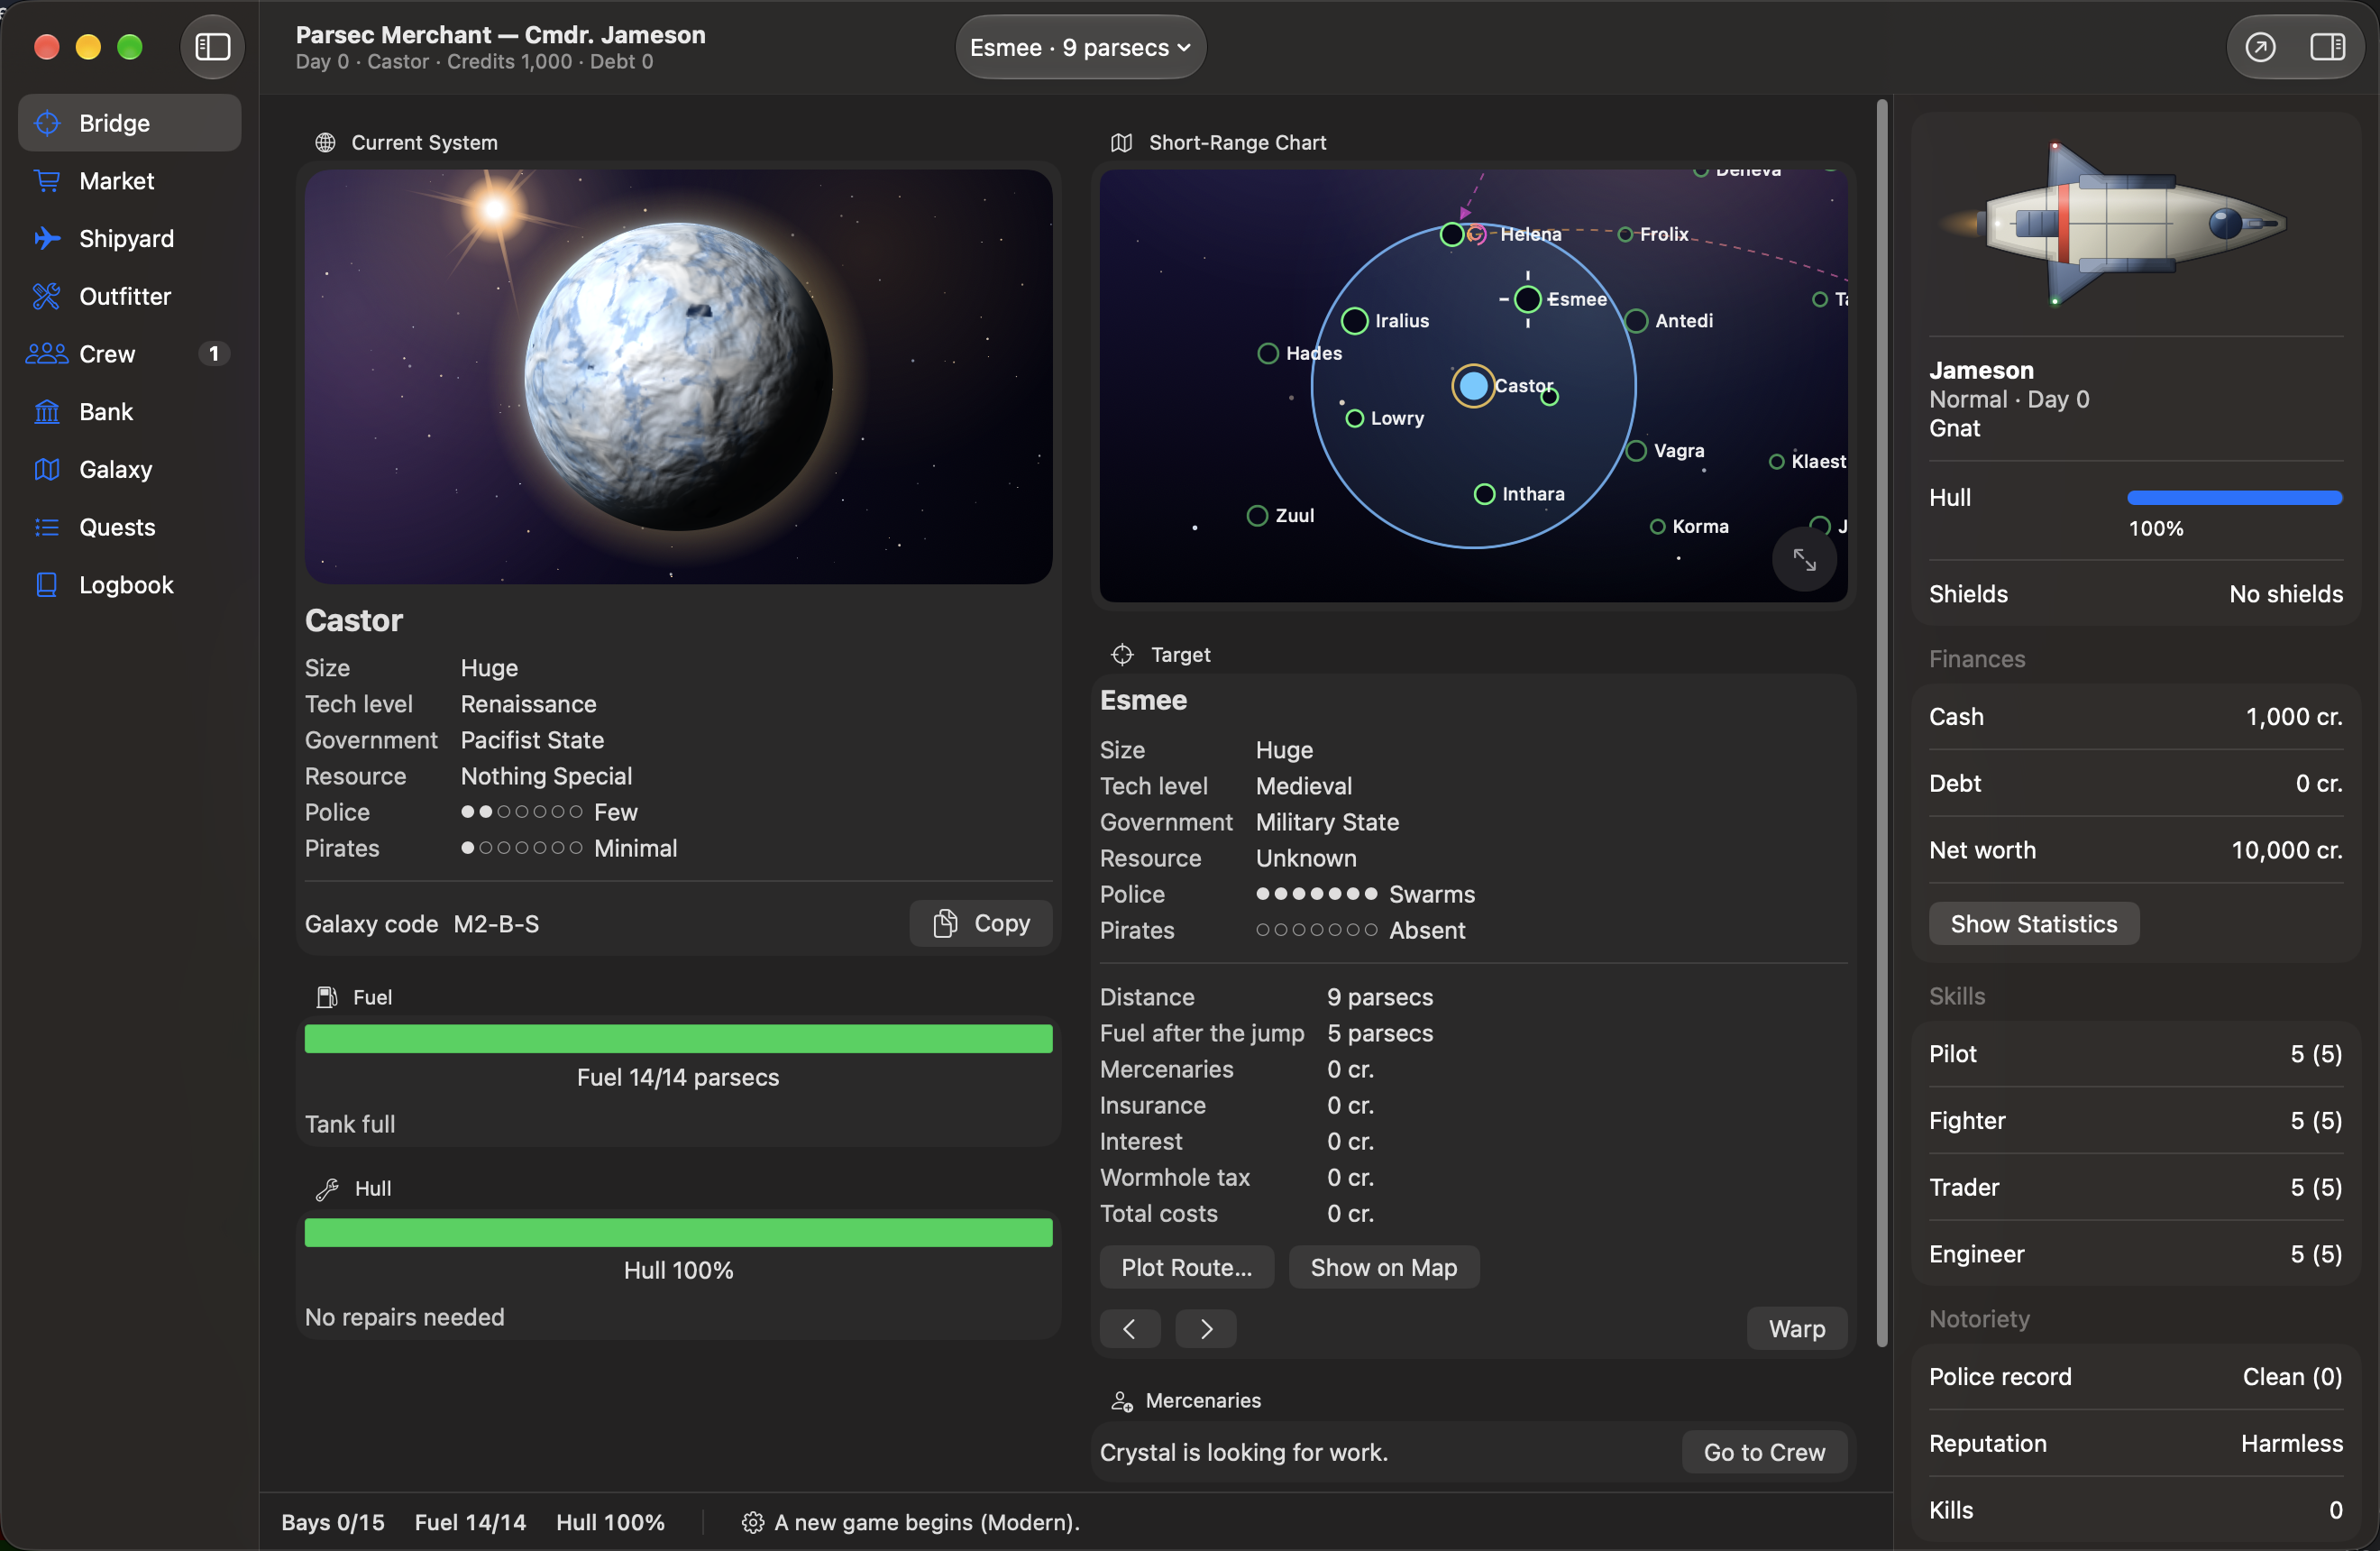 Parsec Merchant — Cmdr. Jameson
Day 0 · Castor · Credits 1,000 · Debt 0
Esmee · 9 parsecs
Bridge
Market
Shipyard
Outfitter
Crew 1
Bank
Galaxy
Quests
Logbook
Current System
Castor
Size Huge
Tech level Renaissance
Government Pacifist State
Resource Nothing Special
Police Few
Pirates Minimal
Galaxy code M2-B-S
Copy
Fuel
Fuel 14/14 parsecs
Tank full
Hull
Hull 100%
No repairs needed
Short-Range Chart
Deneva
Helena
Frolix
Esmee
Iralius
Antedi
Hades
Castor
Lowry
Vagra
Klaest
Inthara
Zuul
Korma
Target
Esmee
Size Huge
Tech level Medieval
Government Military State
Resource Unknown
Police Swarms
Pirates Absent
Distance 9 parsecs
Fuel after the jump 5 parsecs
Mercenaries 0 cr.
Insurance 0 cr.
Interest 0 cr.
Wormhole tax 0 cr.
Total costs 0 cr.
Plot Route... Show on Map
Warp
Mercenaries
Crystal is looking for work.
Go to Crew
Jameson
Normal · Day 0
Gnat
Hull
100%
Shields No shields
Finances
Cash 1,000 cr.
Debt 0 cr.
Net worth 10,000 cr.
Show Statistics
Skills
Pilot 5 (5)
Fighter 5 (5)
Trader 5 (5)
Engineer 5 (5)
Notoriety
Police record Clean (0)
Reputation Harmless
Kills 0
Bays 0/15 Fuel 14/14 Hull 100% A new game begins (Modern).